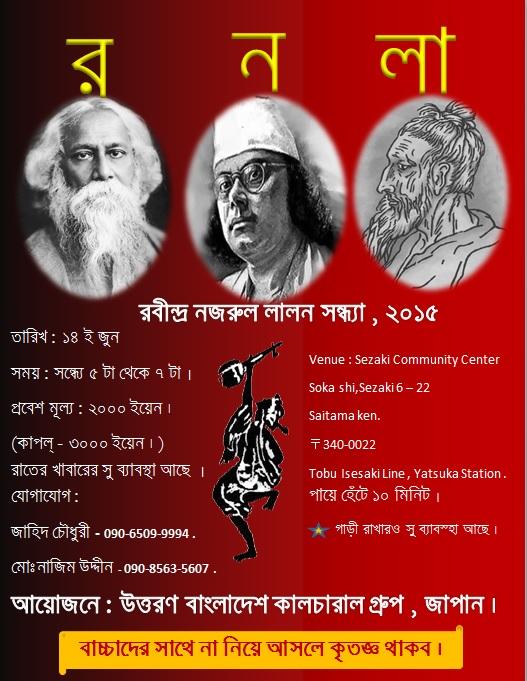 র ন লা
রবীন্দ্র নজরুল লালন সন্ধ্যা , ২০১৫
তারিখ : ১৪ ই জুন
সময় : সন্ধ্যে ৫ টা থেকে ৭ টা ।
প্রবেশ মূল্য : ২০০০ ইয়েন ।
(কাপল্ - ৩০০০ ইয়েন । )
রাতের খাবারের সু ব্যাবস্থা আছে ।
যোগাযোগ :
জাহিদ চৌধুরী - 090-6509-9994 .
মোঃনাজিম উদ্দীন - 090-8563-5607 .
Venue : Sezaki Community Center
Soka shi,Sezaki 6 – 22
Saitama ken.
〒340-0022
Tobu Isesaki Line , Yatsuka Station .
পায়ে হেঁটে ১০ মিনিট ।
গাড়ী রাখারও সু ব্যাবস্হা আছে ।
আয়োজনে : উত্তরণ বাংলাদেশ কালচারাল গ্রুপ , জাপান ।
বাচ্চাদের সাথে না নিয়ে আসলে কৃতজ্ঞ থাকব ।